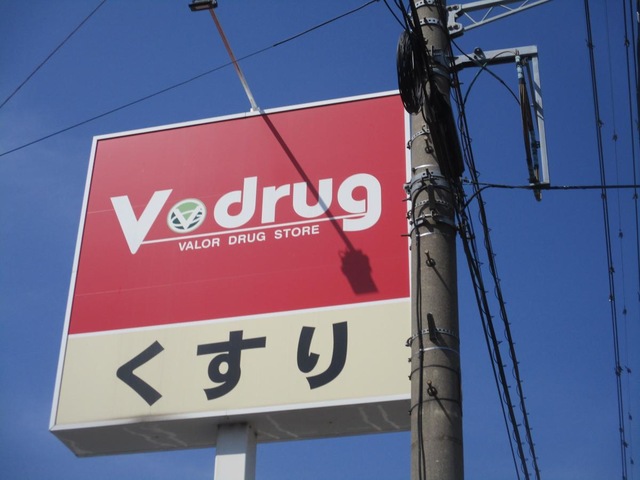 V drug
VALOR DRUG STORE
くすり